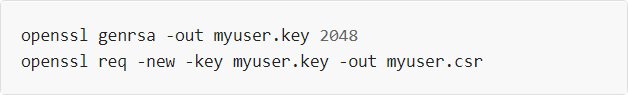 openssl genrsa -out myuser.key 2048
openssl req -new -key myuser.key -out myuser.csr